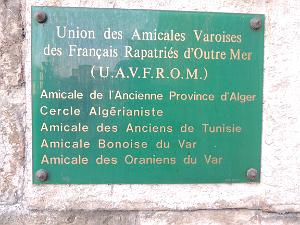 Union des Amicales Varoises
des Français Rapatriés d'Outre Mer
(U.A.V.F.R.O.M.)
Amicale de l'Ancienne Province d'Alger
Cercle Algérianiste
Amicale des Anciens de Tunisie
Amicale Bonoise du Var
Amicale des Oraniens du Var